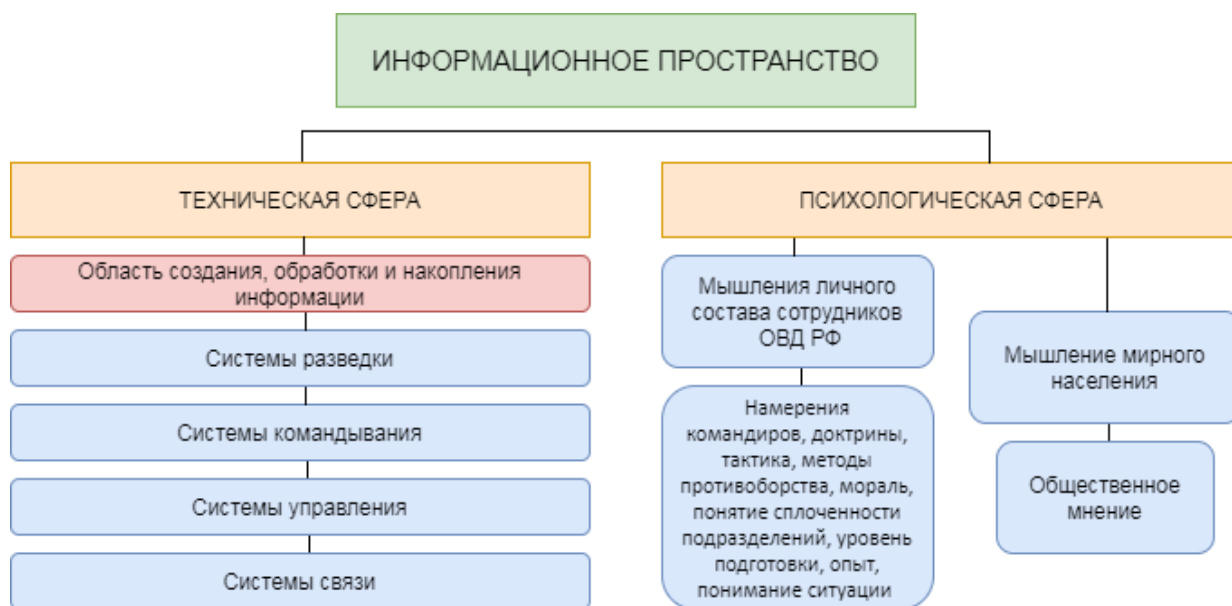 ИНФОРМАЦИОННОЕ ПРОСТРАНСТВО
ТЕХНИЧЕСКАЯ СФЕРА
Область создания, обработки и накопления
информации
Системы разведки
Системы командывания
Системы управления
Системы связи
ПСИХОЛОГИЧЕСКАЯ СФЕРА
Мышления личного
состава сотрудников
ОВД РФ
Намерения
командиров, доктрины,
тактика, методы
противоборства, мораль,
понятие сплоченности
подразделений, уровень
подготовки, опыт,
понимание ситуации
Мышление мирного
населения
Общественное
мнение